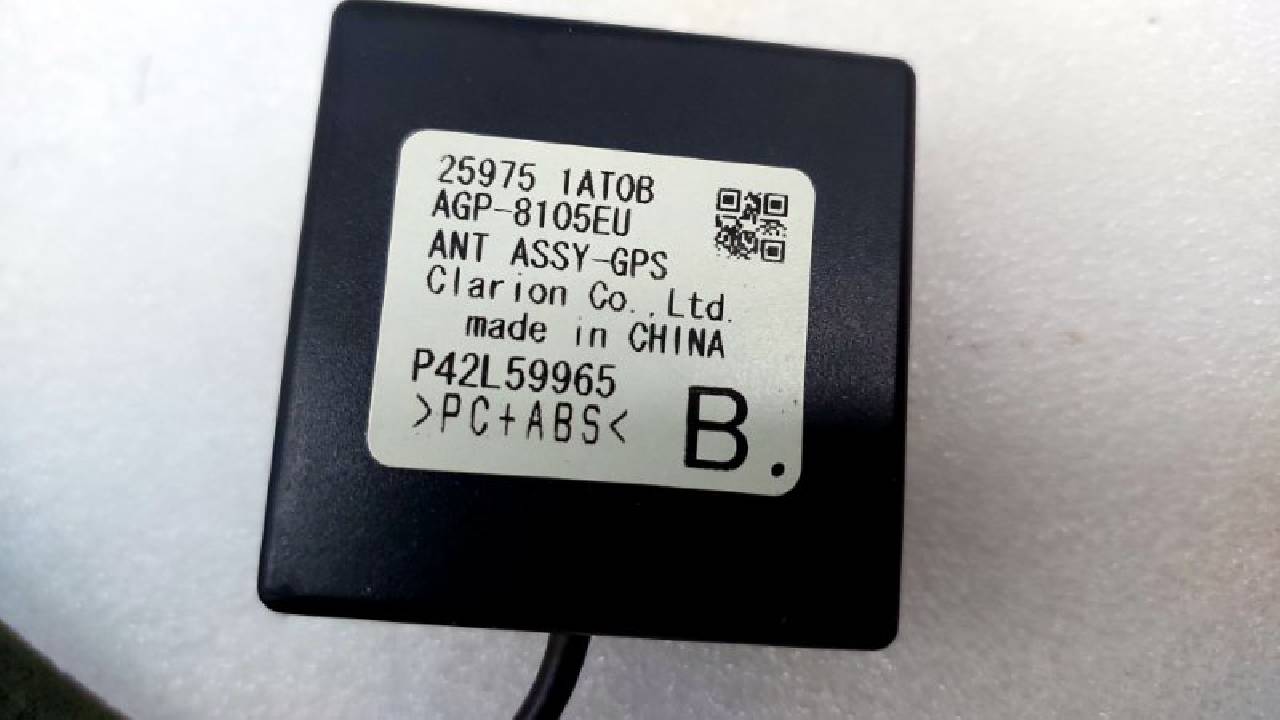 25975 1AT0B
AGP-8105EU
ANT ASSY-GPS
Clarion Co.,Ltd.
made in CHINA
P42L59965
>PC+ABS<
B.